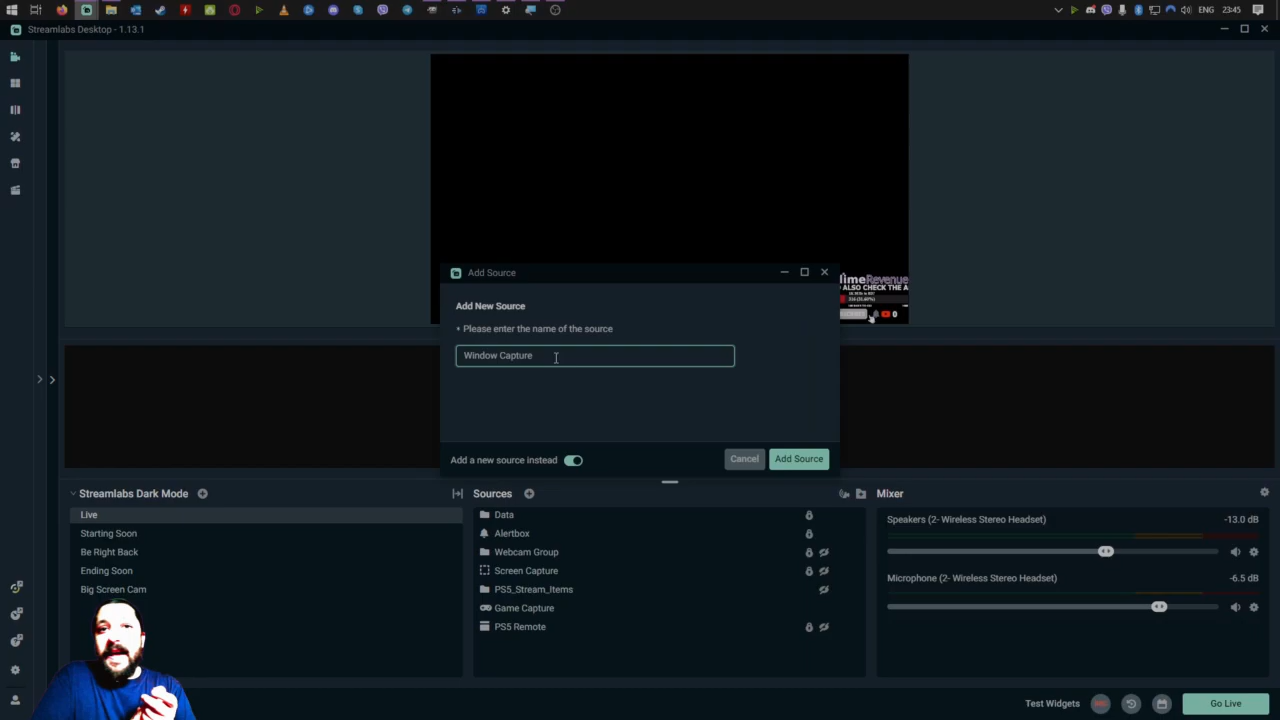 ENG
23:45
Streamlabs Desktop - 1.13.1
Add Source
Add New Source
* Please enter the name of the source
Window Capture
Add a new source instead
Cancel
Add Source
ALSO CHECK THE A
0
Streamlabs Dark Mode
Live
Starting Soon
Be Right Back
Ending Soon
Big Screen Cam
Sources
Data
Alertbox
Webcam Group
Screen Capture
PS5_Stream_Items
Game Capture
PS5 Remote
Mixer
Speakers (2- Wireless Stereo Headset)
-13.0 dB
Microphone (2- Wireless Stereo Headset)
-6.5 dB
Test Widgets
Go Live